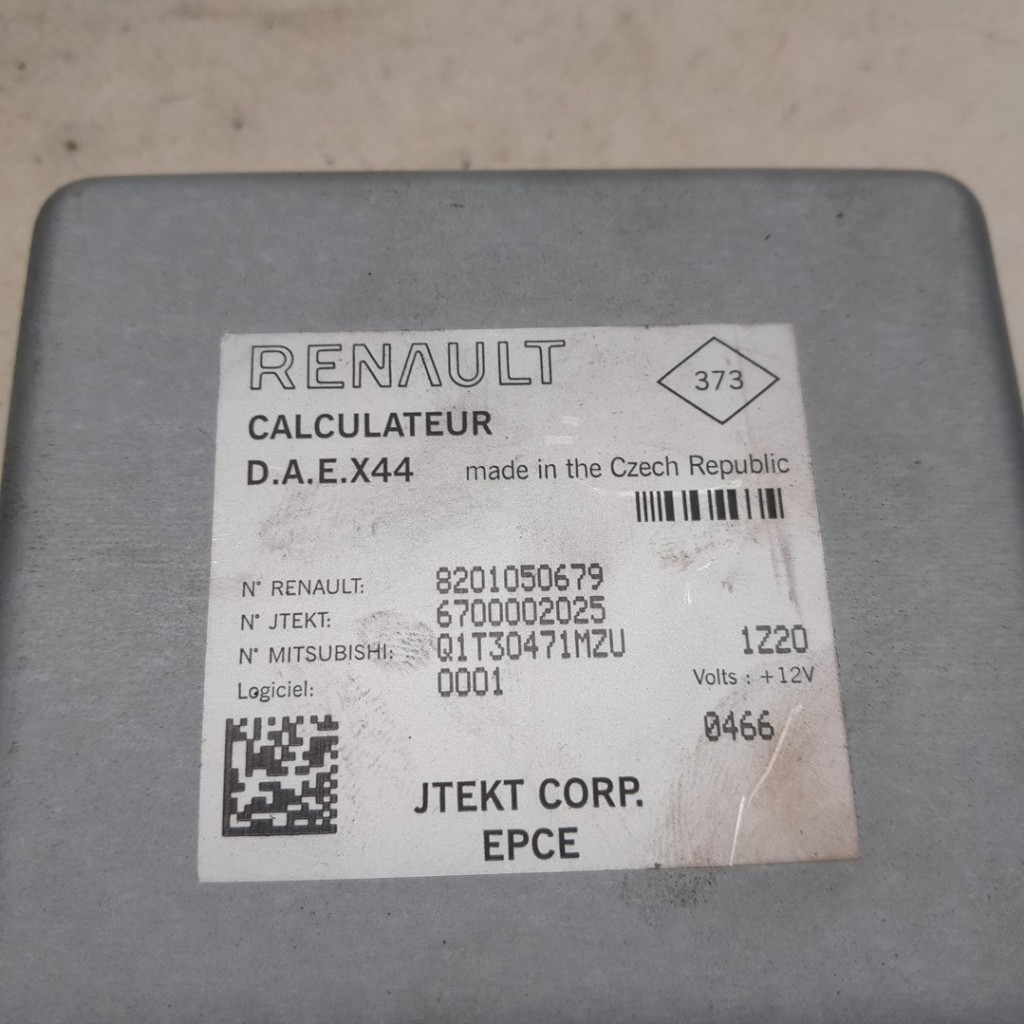 RENAULT
373
CALCULATEUR
D.A.E.X44 made in the Czech Republic
N° RENAULT: 8201050679
N° JTEKT: 6700002025
N° MITSUBISHI: Q1T30471MZU 1Z20
Logiciel: 0001 Volts : +12V
0466
JTEKT CORP.
EPCE